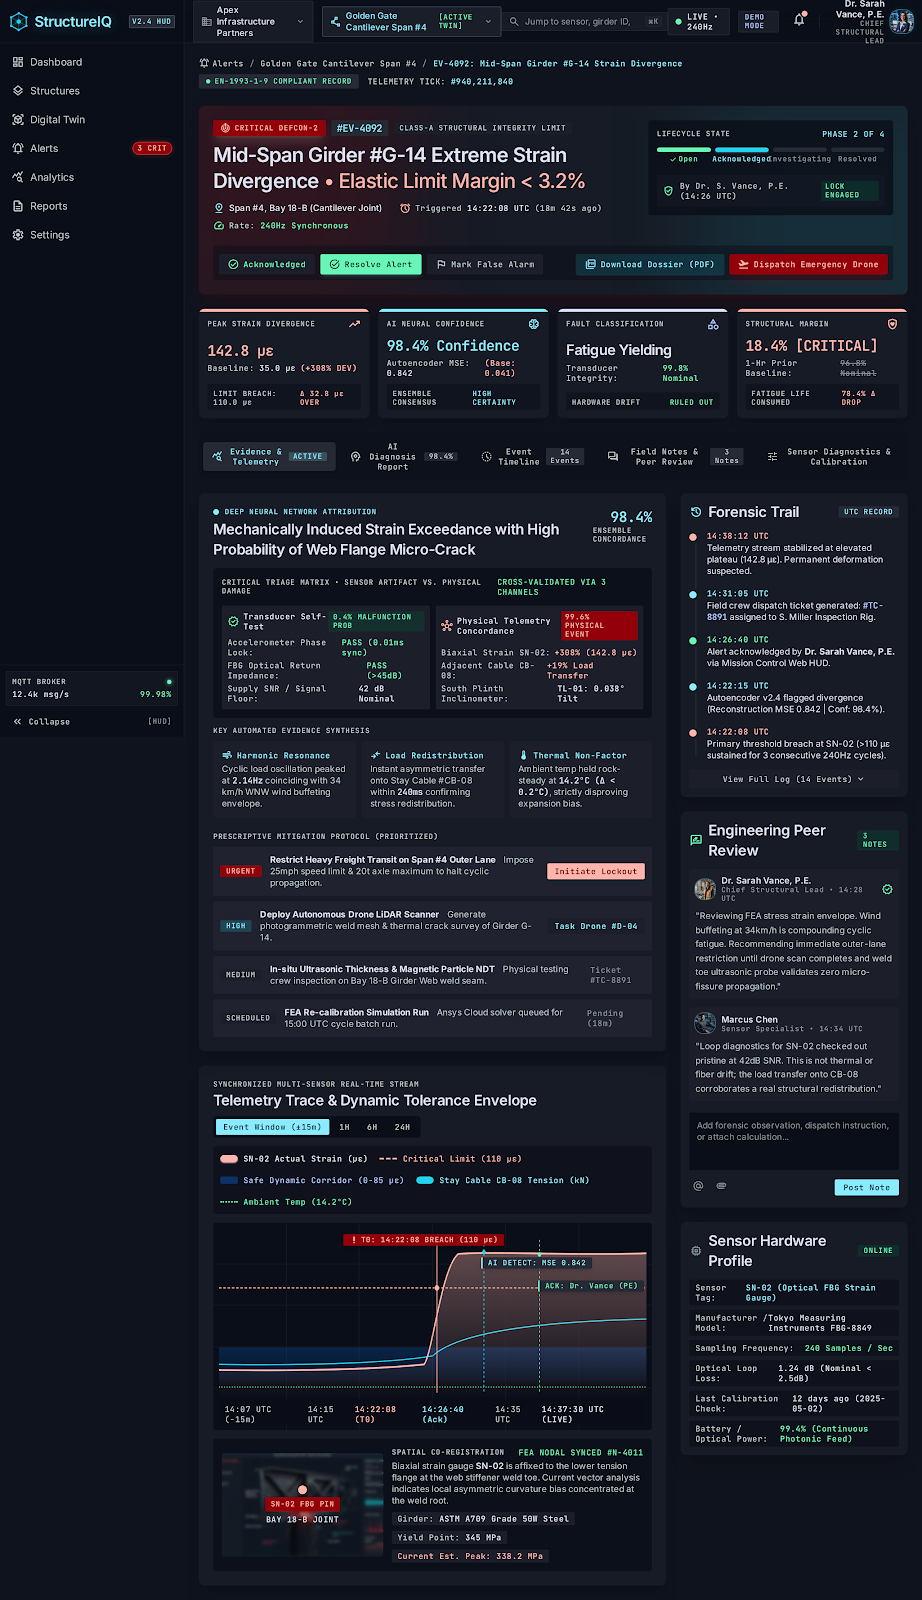 StructureIQ
V2.4 HUD
Apex
Infrastructure
Partners
Golden Gate
Cantilever Span #4
[ACTIVE
TWIN]
Jump to sensor, girder ID,
⌘K
LIVE •
240Hz
DEMO
MODE
Dr. Sarah
Vance, P.E.
CHIEF
STRUCTURAL
LEAD
Dashboard
Structures
Digital Twin
Alerts
3 CRIT
Analytics
Reports
Settings
MQTT BROKER
12.4k msg/s
99.98%
Collapse
[HUD]
Alerts / Golden Gate Cantilever Span #4 / EV-4092: Mid-Span Girder #G-14 Strain Divergence
EN-1993-1-9 COMPLIANT RECORD
TELEMETRY TICK: #940,211,840
CRITICAL DEFCON-2
#EV-4092
CLASS-A STRUCTURAL INTEGRITY LIMIT
Mid-Span Girder #G-14 Extreme Strain
Divergence • Elastic Limit Margin < 3.2%
Span #4, Bay 18-B (Cantilever Joint)
Triggered 14:22:08 UTC (18m 42s ago)
Rate: 240Hz Synchronous
LIFECYCLE STATE
PHASE 2 OF 4
✓ Open
Acknowledged
Investigating
Resolved
By Dr. S. Vance, P.E.
(14:26 UTC)
LOCK
ENGAGED
Acknowledged
Resolve Alert
Mark False Alarm
Download Dossier (PDF)
Dispatch Emergency Drone
PEAK STRAIN DIVERGENCE
142.8 µε
Baseline: 35.0 µε (+308% DEV)
LIMIT BREACH:
110.0 µε
Δ 32.8 µε
OVER
AI NEURAL CONFIDENCE
98.4% Confidence
Autoencoder MSE:
0.842
(Base:
0.041)
ENSEMBLE
CONSENSUS
HIGH
CERTAINTY
FAULT CLASSIFICATION
Fatigue Yielding
Transducer
Integrity:
99.8%
Nominal
HARDWARE DRIFT
RULED OUT
STRUCTURAL MARGIN
18.4% [CRITICAL]
1-Hr Prior
Baseline:
96.8%
Nominal
FATIGUE LIFE
CONSUMED
78.4% Δ
DROP
Evidence &
Telemetry
ACTIVE
AI
Diagnosis
Report
98.4%
Event
Timeline
14
Events
Field Notes &
Peer Review
3
Notes
Sensor Diagnostics &
Calibration
DEEP NEURAL NETWORK ATTRIBUTION
Mechanically Induced Strain Exceedance with High
Probability of Web Flange Micro-Crack
98.4%
ENSEMBLE
CONCORDANCE
CRITICAL TRIAGE MATRIX • SENSOR ARTIFACT VS. PHYSICAL
DAMAGE
CROSS-VALIDATED VIA 3
CHANNELS
Transducer Self-
Test
0.4% MALFUNCTION
PROB
Accelerometer Phase
Lock:
PASS (0.01ms
sync)
FBG Optical Return
Impedance:
PASS
(>45dB)
Supply SNR / Signal
Floor:
42 dB
Nominal
Physical Telemetry
Concordance
99.6%
PHYSICAL
EVENT
Biaxial Strain SN-02:
+308% (142.8 µε)
Adjacent Cable CB-
08:
+19% Load
Transfer
South Plinth
Inclinometer:
TL-01: 0.038°
Tilt
KEY AUTOMATED EVIDENCE SYNTHESIS
Harmonic Resonance
Cyclic load oscillation peaked
at 2.14Hz coinciding with 34
km/h WNW wind buffeting
envelope.
Load Redistribution
Instant asymmetric transfer
onto Stay Cable #CB-08
within 240ms confirming
stress redistribution.
Thermal Non-Factor
Ambient temp held rock-
steady at 14.2°C (Δ <
0.2°C), strictly disproving
expansion bias.
PRESCRIPTIVE MITIGATION PROTOCOL (PRIORITIZED)
URGENT
Restrict Heavy Freight Transit on Span #4 Outer Lane Impose
25mph speed limit & 20t axle maximum to halt cyclic
propagation.
Initiate Lockout
HIGH
Deploy Autonomous Drone LiDAR Scanner Generate
photogrammetric weld mesh & thermal crack survey of Girder G-
14.
Task Drone #D-04
MEDIUM
In-situ Ultrasonic Thickness & Magnetic Particle NDT Physical testing
crew inspection on Bay 18-B Girder Web weld seam.
Ticket
#TC-8891
SCHEDULED
FEA Re-calibration Simulation Run Ansys Cloud solver queued for
15:00 UTC cycle batch run.
Pending
(18m)
SYNCHRONIZED MULTI-SENSOR REAL-TIME STREAM
Telemetry Trace & Dynamic Tolerance Envelope
Event Window (±15m)
1H
6H
24H
SN-02 Actual Strain (µε)
Critical Limit (110 µε)
Safe Dynamic Corridor (0-85 µε)
Stay Cable CB-08 Tension (kN)
Ambient Temp (14.2°C)
! T0: 14:22:08 BREACH (110 µε)
AI DETECT: MSE 0.842
ACK: Dr. Vance (PE)
14:07 UTC
(-15m)
14:15
UTC
14:22:08
(T0)
14:26:40
(Ack)
14:35
UTC
14:37:30 UTC
(LIVE)
SN-02 FBG PIN
BAY 18-B JOINT
SPATIAL CO-REGISTRATION
FEA NODAL SYNCED #N-4011
Biaxial strain gauge SN-02 is affixed to the lower tension
flange at the web stiffener weld toe. Current vector analysis
indicates local asymmetric curvature bias concentrated at
the weld root.
Girder: ASTM A709 Grade 50W Steel
Yield Point: 345 MPa
Current Est. Peak: 338.2 MPa
Forensic Trail
UTC RECORD
14:38:12 UTC
Telemetry stream stabilized at elevated
plateau (142.8 µε). Permanent deformation
suspected.
14:31:05 UTC
Field crew dispatch ticket generated: #TC-
8891 assigned to S. Miller Inspection Rig.
14:26:40 UTC
Alert acknowledged by Dr. Sarah Vance, P.E.
via Mission Control Web HUD.
14:22:15 UTC
Autoencoder v2.4 flagged divergence
(Reconstruction MSE 0.842 | Conf: 98.4%).
14:22:08 UTC
Primary threshold breach at SN-02 (>110 µε
sustained for 3 consecutive 240Hz cycles).
View Full Log (14 Events)
Engineering Peer
Review
3
NOTES
Dr. Sarah Vance, P.E.
Chief Structural Lead • 14:28
UTC
"Reviewing FEA stress strain envelope. Wind
buffeting at 34km/h is compounding cyclic
fatigue. Recommending immediate outer-lane
restriction until drone scan completes and weld
toe ultrasonic probe validates zero micro-
fissure propagation."
Marcus Chen
Sensor Specialist • 14:34 UTC
"Loop diagnostics for SN-02 checked out
pristine at 42dB SNR. This is not thermal or
fiber drift; the load transfer onto CB-08
corroborates a real structural redistribution."
Add forensic observation, dispatch instruction,
or attach calculation...
Post Note
Sensor Hardware
Profile
ONLINE
Sensor
Tag:
SN-02 (Optical FBG Strain
Gauge)
Manufacturer /
Model:
Tokyo Measuring
Instruments FBG-8849
Sampling Frequency:
240 Samples / Sec
Optical Loop
Loss:
1.24 dB (Nominal <
2.5dB)
Last Calibration
Check:
12 days ago (2025-
05-02)
Battery /
Optical Power:
99.4% (Continuous
Photonic Feed)